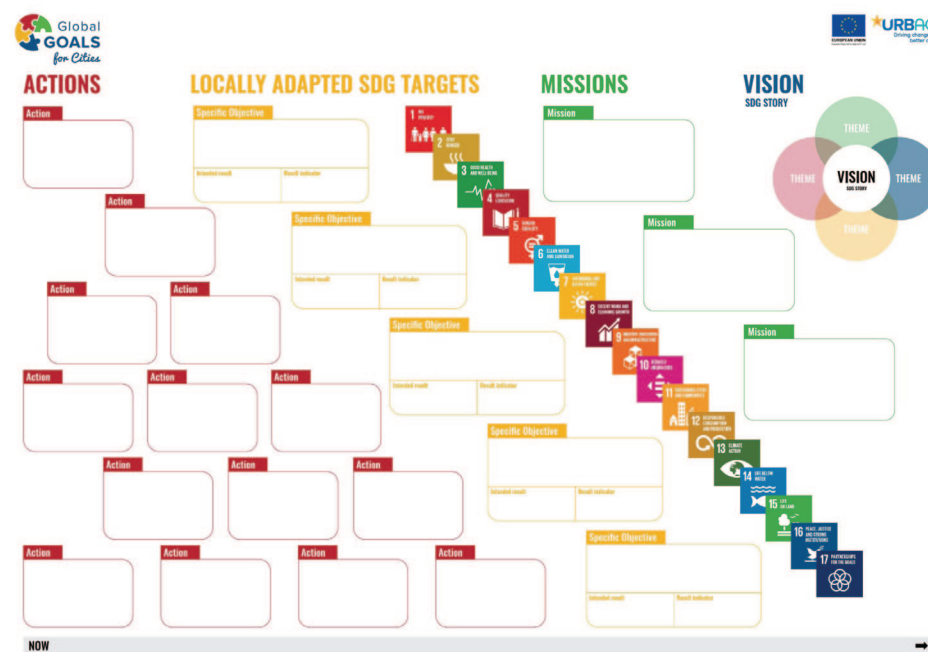 Global
GOALS
for Cities
EUROPEAN UNION
URBAC
Driving change
better c
ACTIONS
LOCALLY ADAPTED SDG TARGETS
MISSIONS
VISION
SDG STORY
Action
Action
Action
Action
Action
Action
Action
Action
Action
Action
Action
Action
Action
Action
Specific Objective
Intended result
Result indicator
Specific Objective
Intended result
Result indicator
Specific Objective
Intended result
Result indicator
Specific Objective
Intended result
Result indicator
Specific Objective
Intended result
Result indicator
1 NO
POVERTY
2 ZERO
HUNGER
3 GOOD HEALTH
AND WELL-BEING
4 QUALITY
EDUCATION
5 GENDER
EQUALITY
6 CLEAN WATER
AND SANITATION
7 AFFORDABLE AND
CLEAN ENERGY
8 DECENT WORK AND
ECONOMIC GROWTH
9 INDUSTRY, INNOVATION
AND INFRASTRUCTURE
10 REDUCED
INEQUALITIES
11 SUSTAINABLE CITIES
AND COMMUNITIES
12 RESPONSIBLE
CONSUMPTION
AND PRODUCTION
13 CLIMATE
ACTION
14 LIFE BELOW
WATER
15 LIFE
ON LAND
16 PEACE, JUSTICE
AND STRONG
INSTITUTIONS
17 PARTNERSHIPS
FOR THE GOALS
Mission
Mission
Mission
THEME
THEME
VISION
SDG STORY
THEME
THEME
NOW